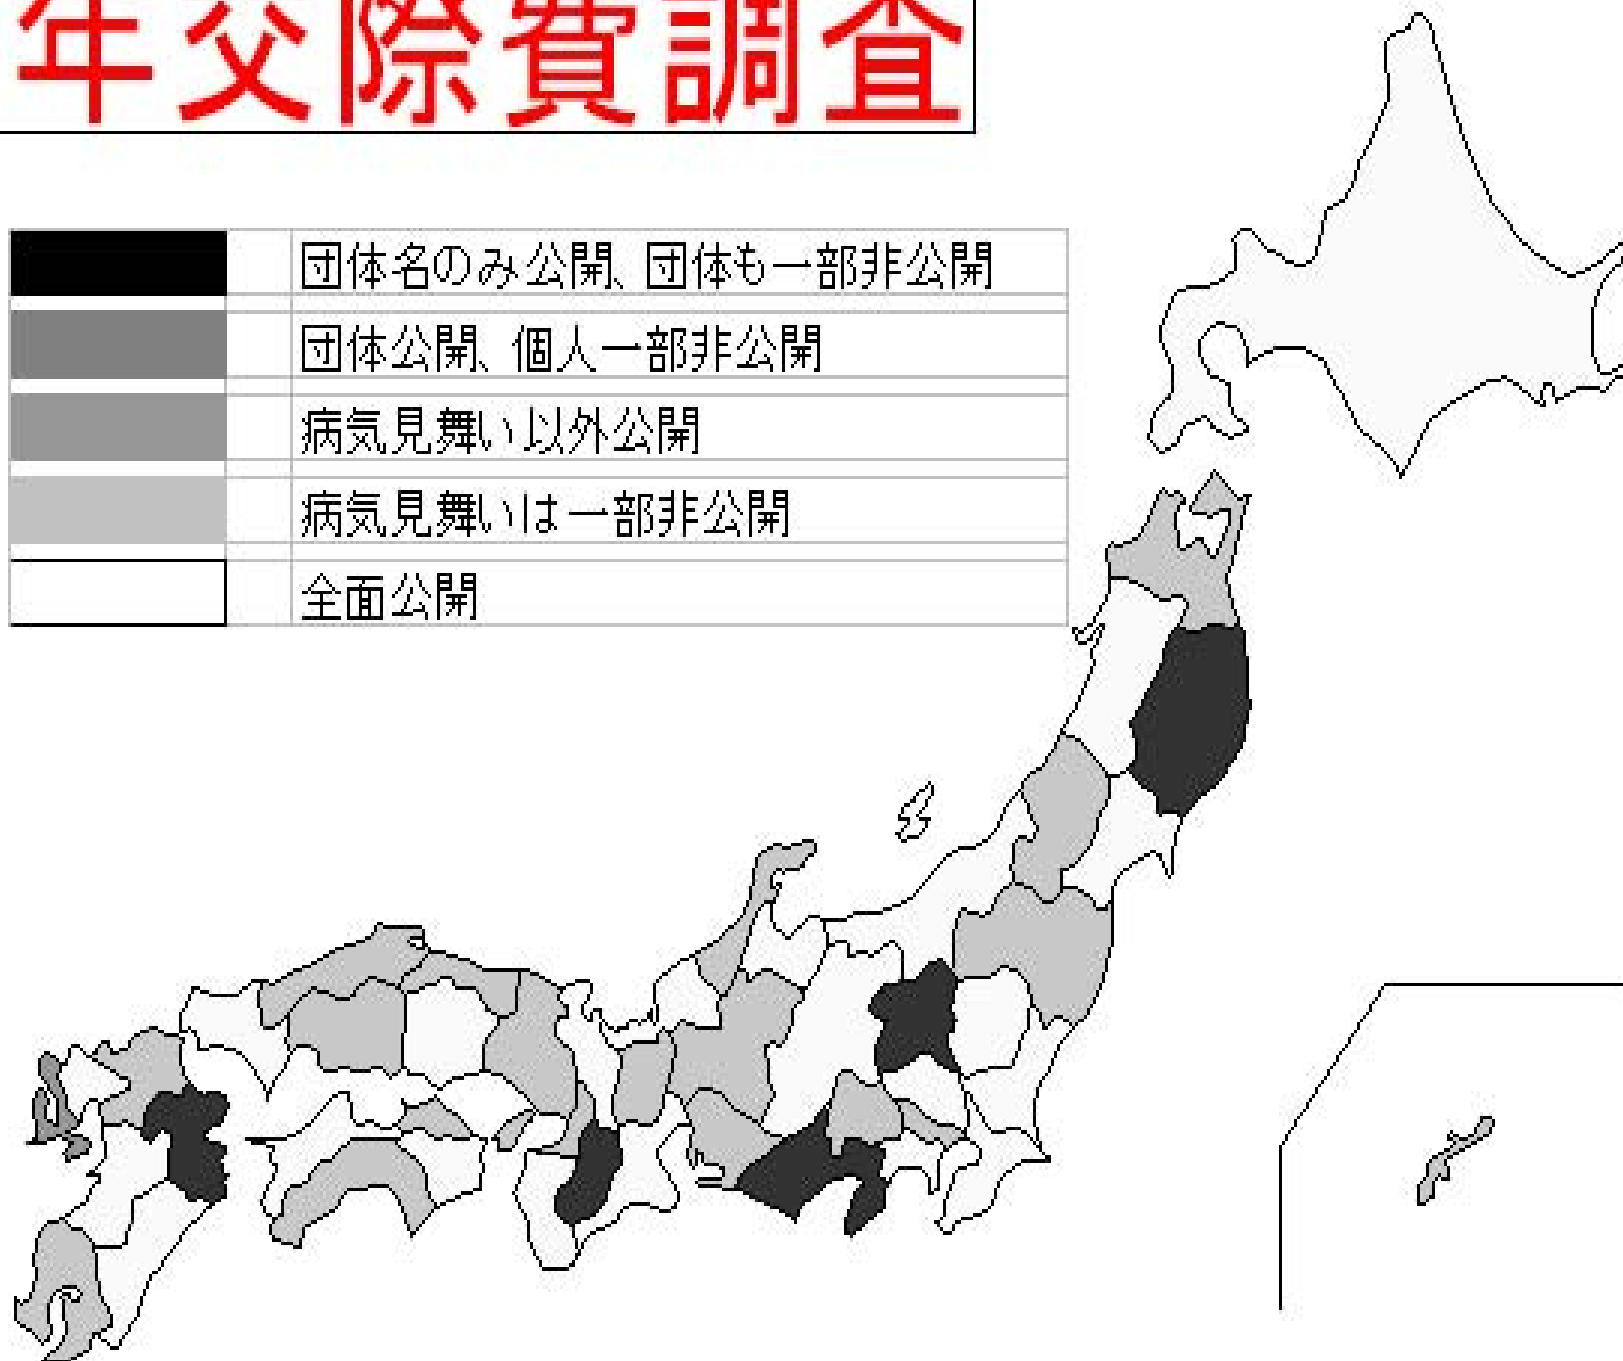 年交際費調査
団体名のみ公開、団体も一部非公開
団体公開、個人一部非公開
病気見舞い以外公開
病気見舞いは一部非公開
全面公開